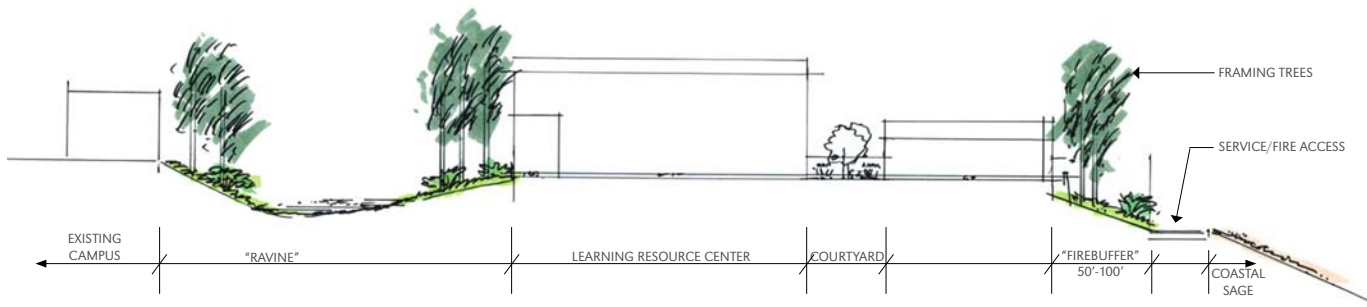 FRAMING TREES
SERVICE/FIRE ACCESS
EXISTING
CAMPUS
"RAVINE"
LEARNING RESOURCE CENTER
COURTYARD
"FIREBUFFER"
50'-100'
COASTAL
SAGE